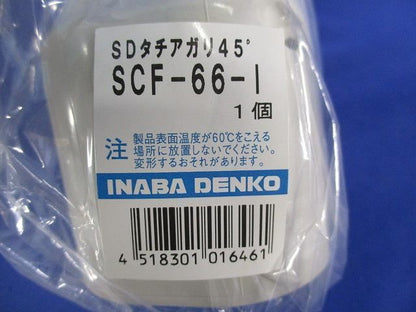 SDタチアガリ45°
SCF-66-I
1個
注 製品表面温度が60℃をこえる
場所に放置しないでください。
変形するおそれがあります。
INABA DENKO
4 518301 016461